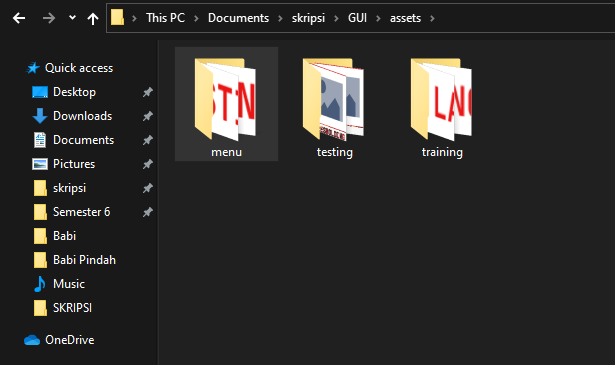 This PC > Documents > skripsi > GUI > assets >
Quick access
Desktop
Downloads
Documents
Pictures
skripsi
Semester 6
Babi
Babi Pindah
Music
SKRIPSI
OneDrive
menu
testing
training